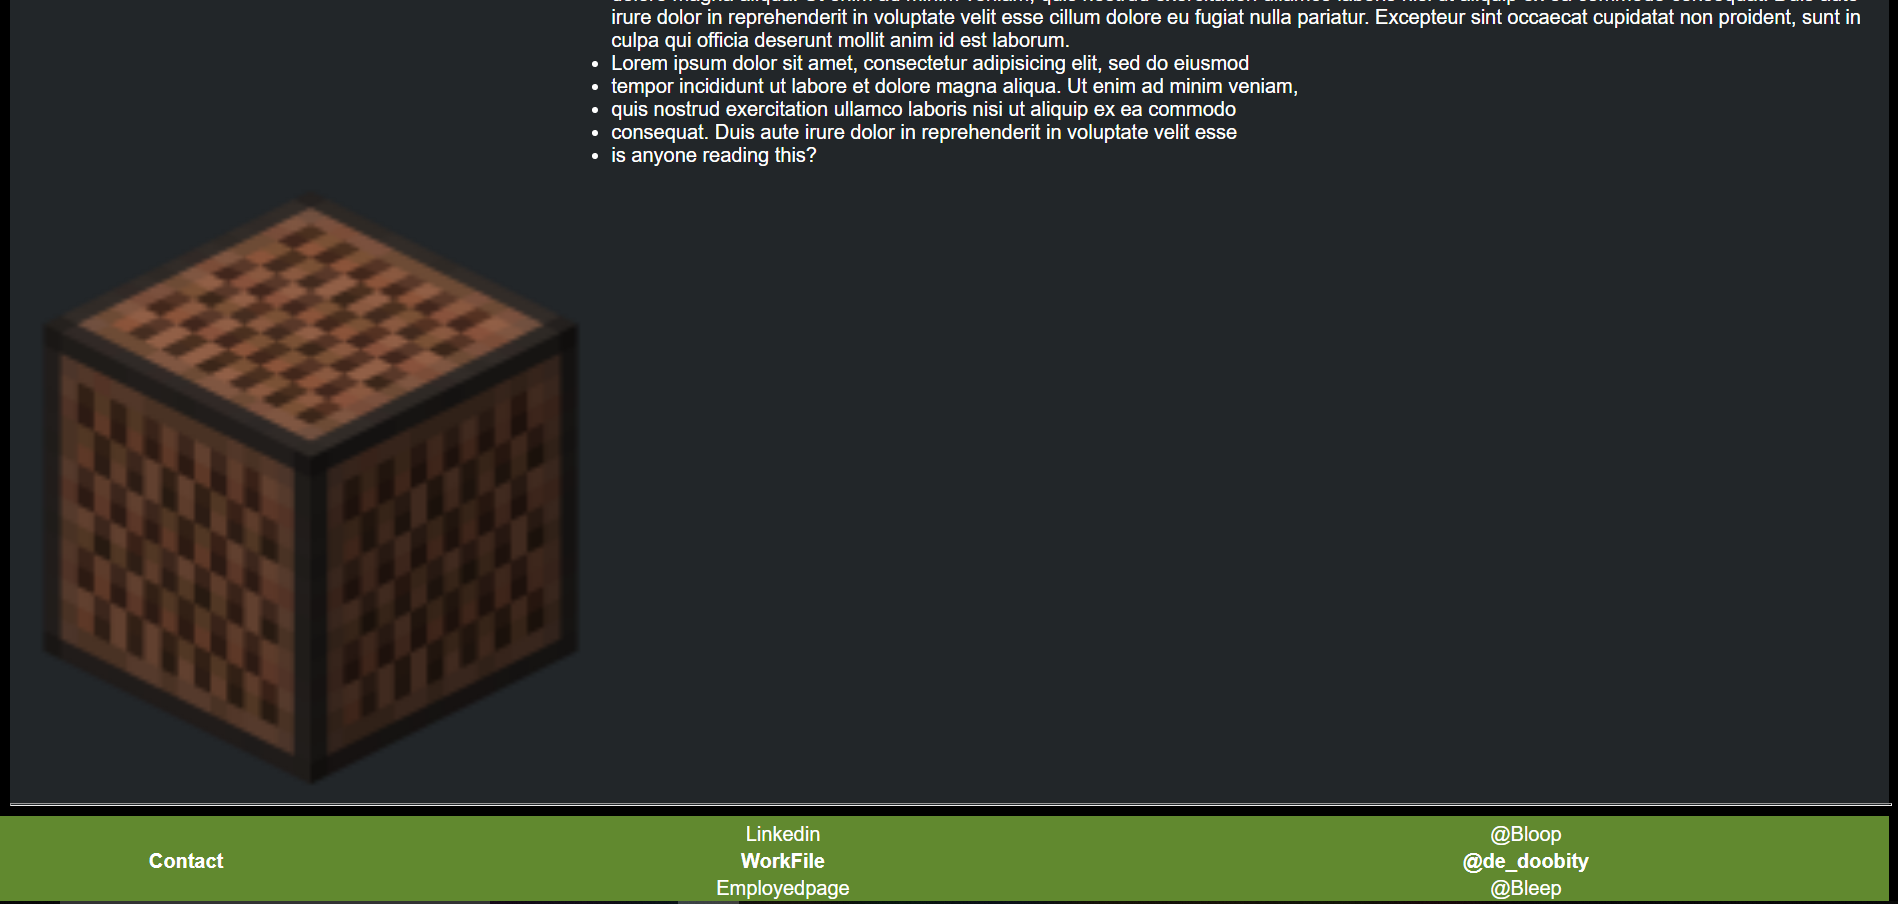 irure dolor in reprehenderit in voluptate velit esse cillum dolore eu fugiat nulla pariatur. Excepteur sint occaecat cupidatat non proident, sunt in
culpa qui officia deserunt mollit anim id est laborum.
• Lorem ipsum dolor sit amet, consectetur adipisicing elit, sed do eiusmod
• tempor incididunt ut labore et dolore magna aliqua. Ut enim ad minim veniam,
• quis nostrud exercitation ullamco laboris nisi ut aliquip ex ea commodo
• consequat. Duis aute irure dolor in reprehenderit in voluptate velit esse
• is anyone reading this?
Linkedin @Bloop
Contact WorkFile @de_doobity
Employedpage @Bleep